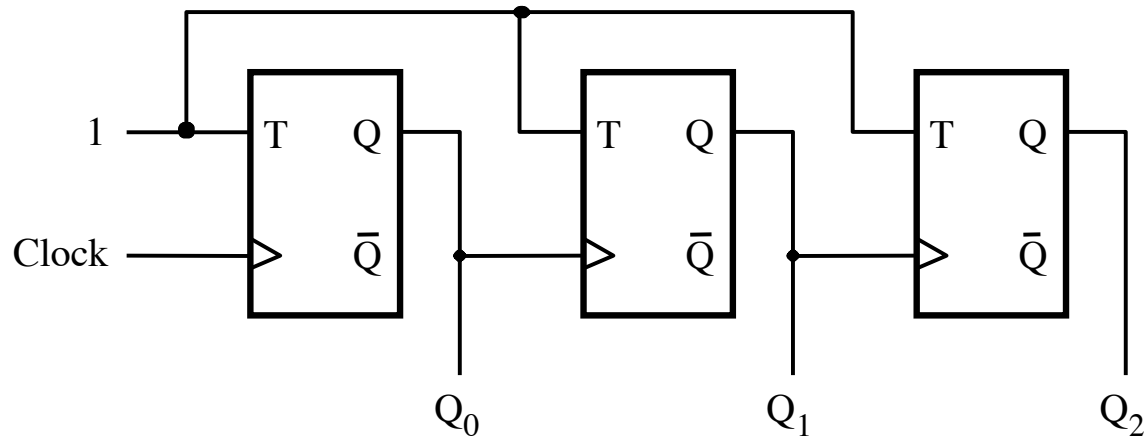 1 T Q T Q T Q
Clock Q̅ Q̅ Q̅
Q₀ Q₁ Q₂